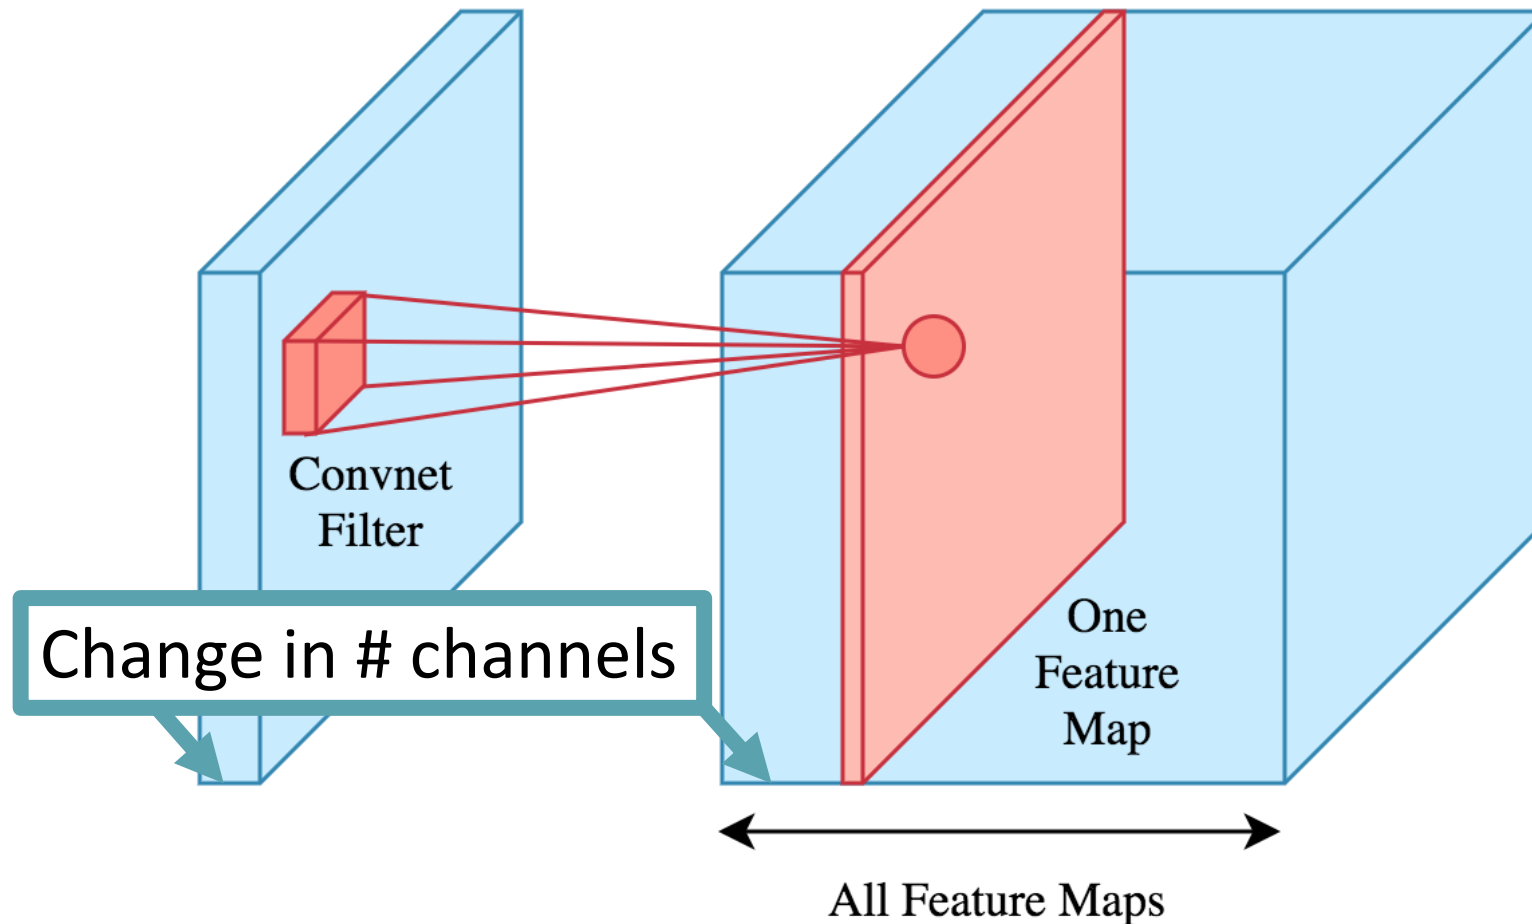 Convnet
Filter
Change in # channels
One
Feature
Map
All Feature Maps